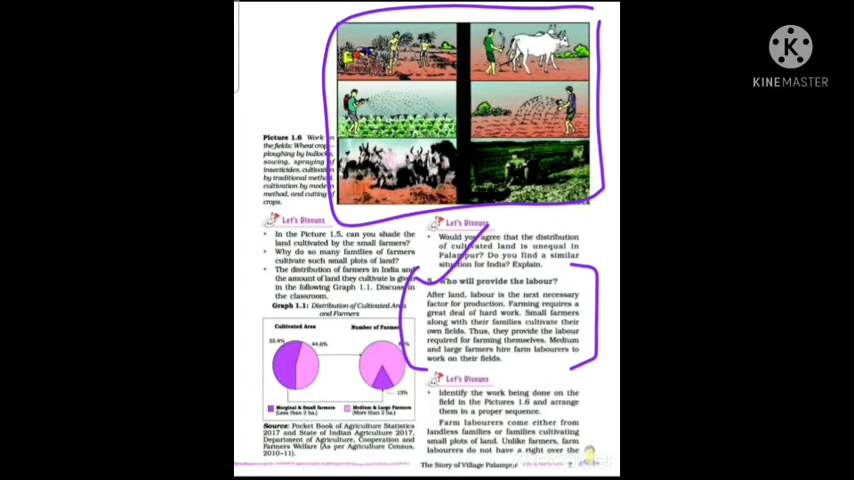 K
KINEMASTER
Picture 1.6 Work in
the fields: Wheat crop—
ploughing by bullocks,
sowing, spraying of
insecticides, cultivation
by traditional method,
cultivation by modern
method, and cutting of
crops.
Let's Discuss
• In the Picture 1.5, can you shade the
land cultivated by the small farmers?
• Why do so many families of farmers
cultivate such small plots of land?
• The distribution of farmers in India and
the amount of land they cultivate is given
in the following Graph 1.1: Discuss in
the classroom.
Graph 1.1: Distribution of Cultivated Area
and Farmers
Cultivated Area
Number of Farmers
55.4%
44.6%
15%
Marginal & Small farmers
(Less than 2 ha.)
Medium & Large Farmers
(More than 2 ha.)
Source: Pocket Book of Agriculture Statistics
2017 and State of Indian Agriculture 2017,
Department of Agriculture, Cooperation and
Farmers Welfare (As per Agriculture Census,
2010–11).
Let's Discuss
• Would you agree that the distribution
of cultivated land is unequal in
Palampur? Do you find a similar
situation for India? Explain.
5. Who will provide the labour?
After land, labour is the next necessary
factor for production. Farming requires a
great deal of hard work. Small farmers
along with their families cultivate their
own fields. Thus, they provide the labour
required for farming themselves. Medium
and large farmers hire farm labourers to
work on their fields.
Let's Discuss
• Identify the work being done on the
field in the Pictures 1.6 and arrange
them in a proper sequence.
Farm labourers come either from
landless families or families cultivating
small plots of land. Unlike farmers, farm
labourers do not have a right over the
The Story of Village Palampur
7